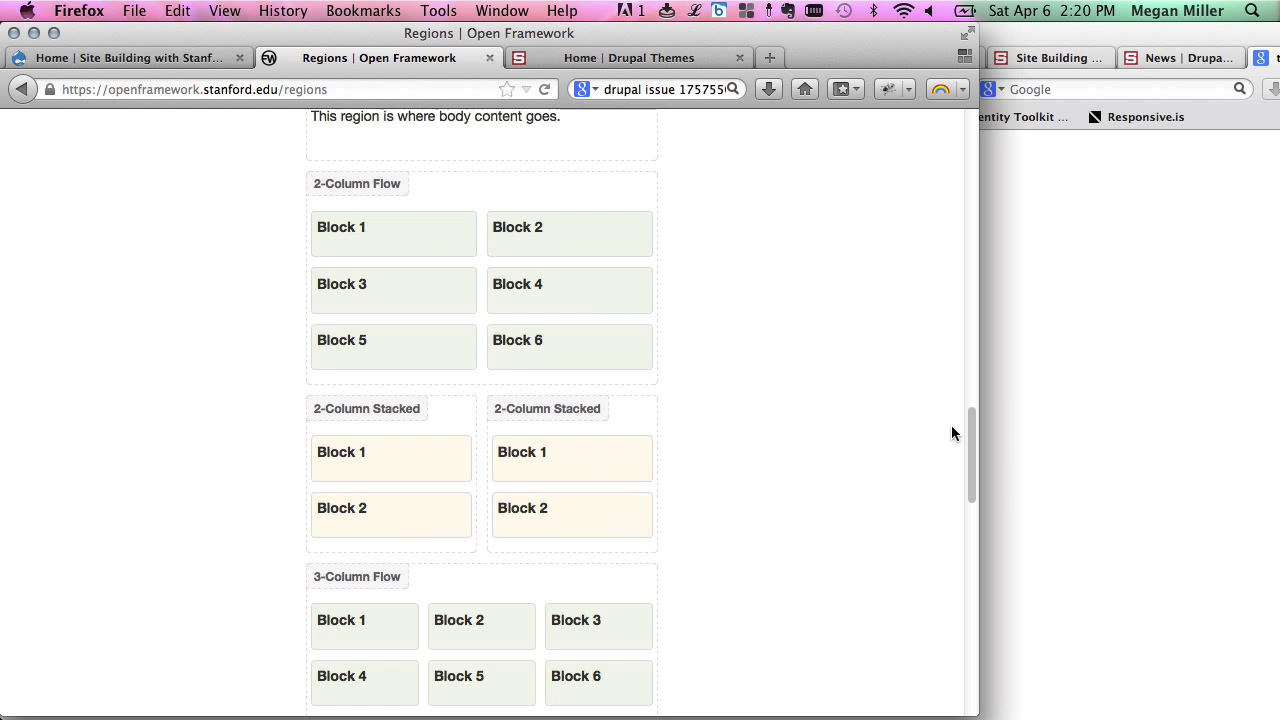 Firefox File Edit View History Bookmarks Tools Window Help 1 Sat Apr 6 2:20 PM Megan Miller
Regions | Open Framework
Home | Site Building with Stanf... Regions | Open Framework Home | Drupal Themes Site Building ... News | Drupa...
https://openframework.stanford.edu/regions drupal issue 175755 Google
entity Toolkit ... Responsive.is
This region is where body content goes.
2-Column Flow
Block 1 Block 2
Block 3 Block 4
Block 5 Block 6
2-Column Stacked 2-Column Stacked
Block 1 Block 1
Block 2 Block 2
3-Column Flow
Block 1 Block 2 Block 3
Block 4 Block 5 Block 6